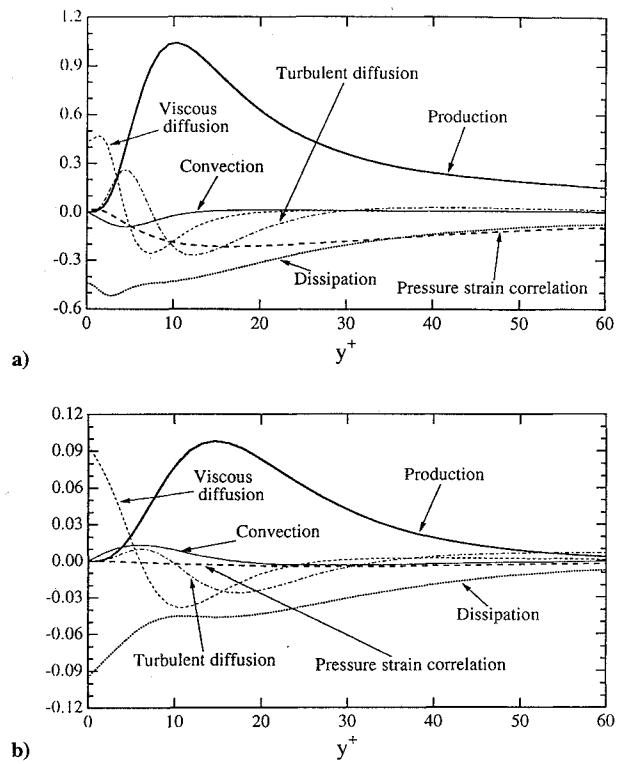 1.2
0.9
0.6
0.3
0.0
-0.3
-0.6
Turbulent diffusion
Viscous
diffusion
Production
Convection
Dissipation
Pressure strain correlation
0 10 20 30 40 50 60
y+
a)
0.12
0.09
0.06
0.03
0.00
-0.03
-0.06
-0.09
-0.12
Viscous
diffusion
Production
Convection
Dissipation
Turbulent diffusion
Pressure strain correlation
0 10 20 30 40 50 60
y+
b)